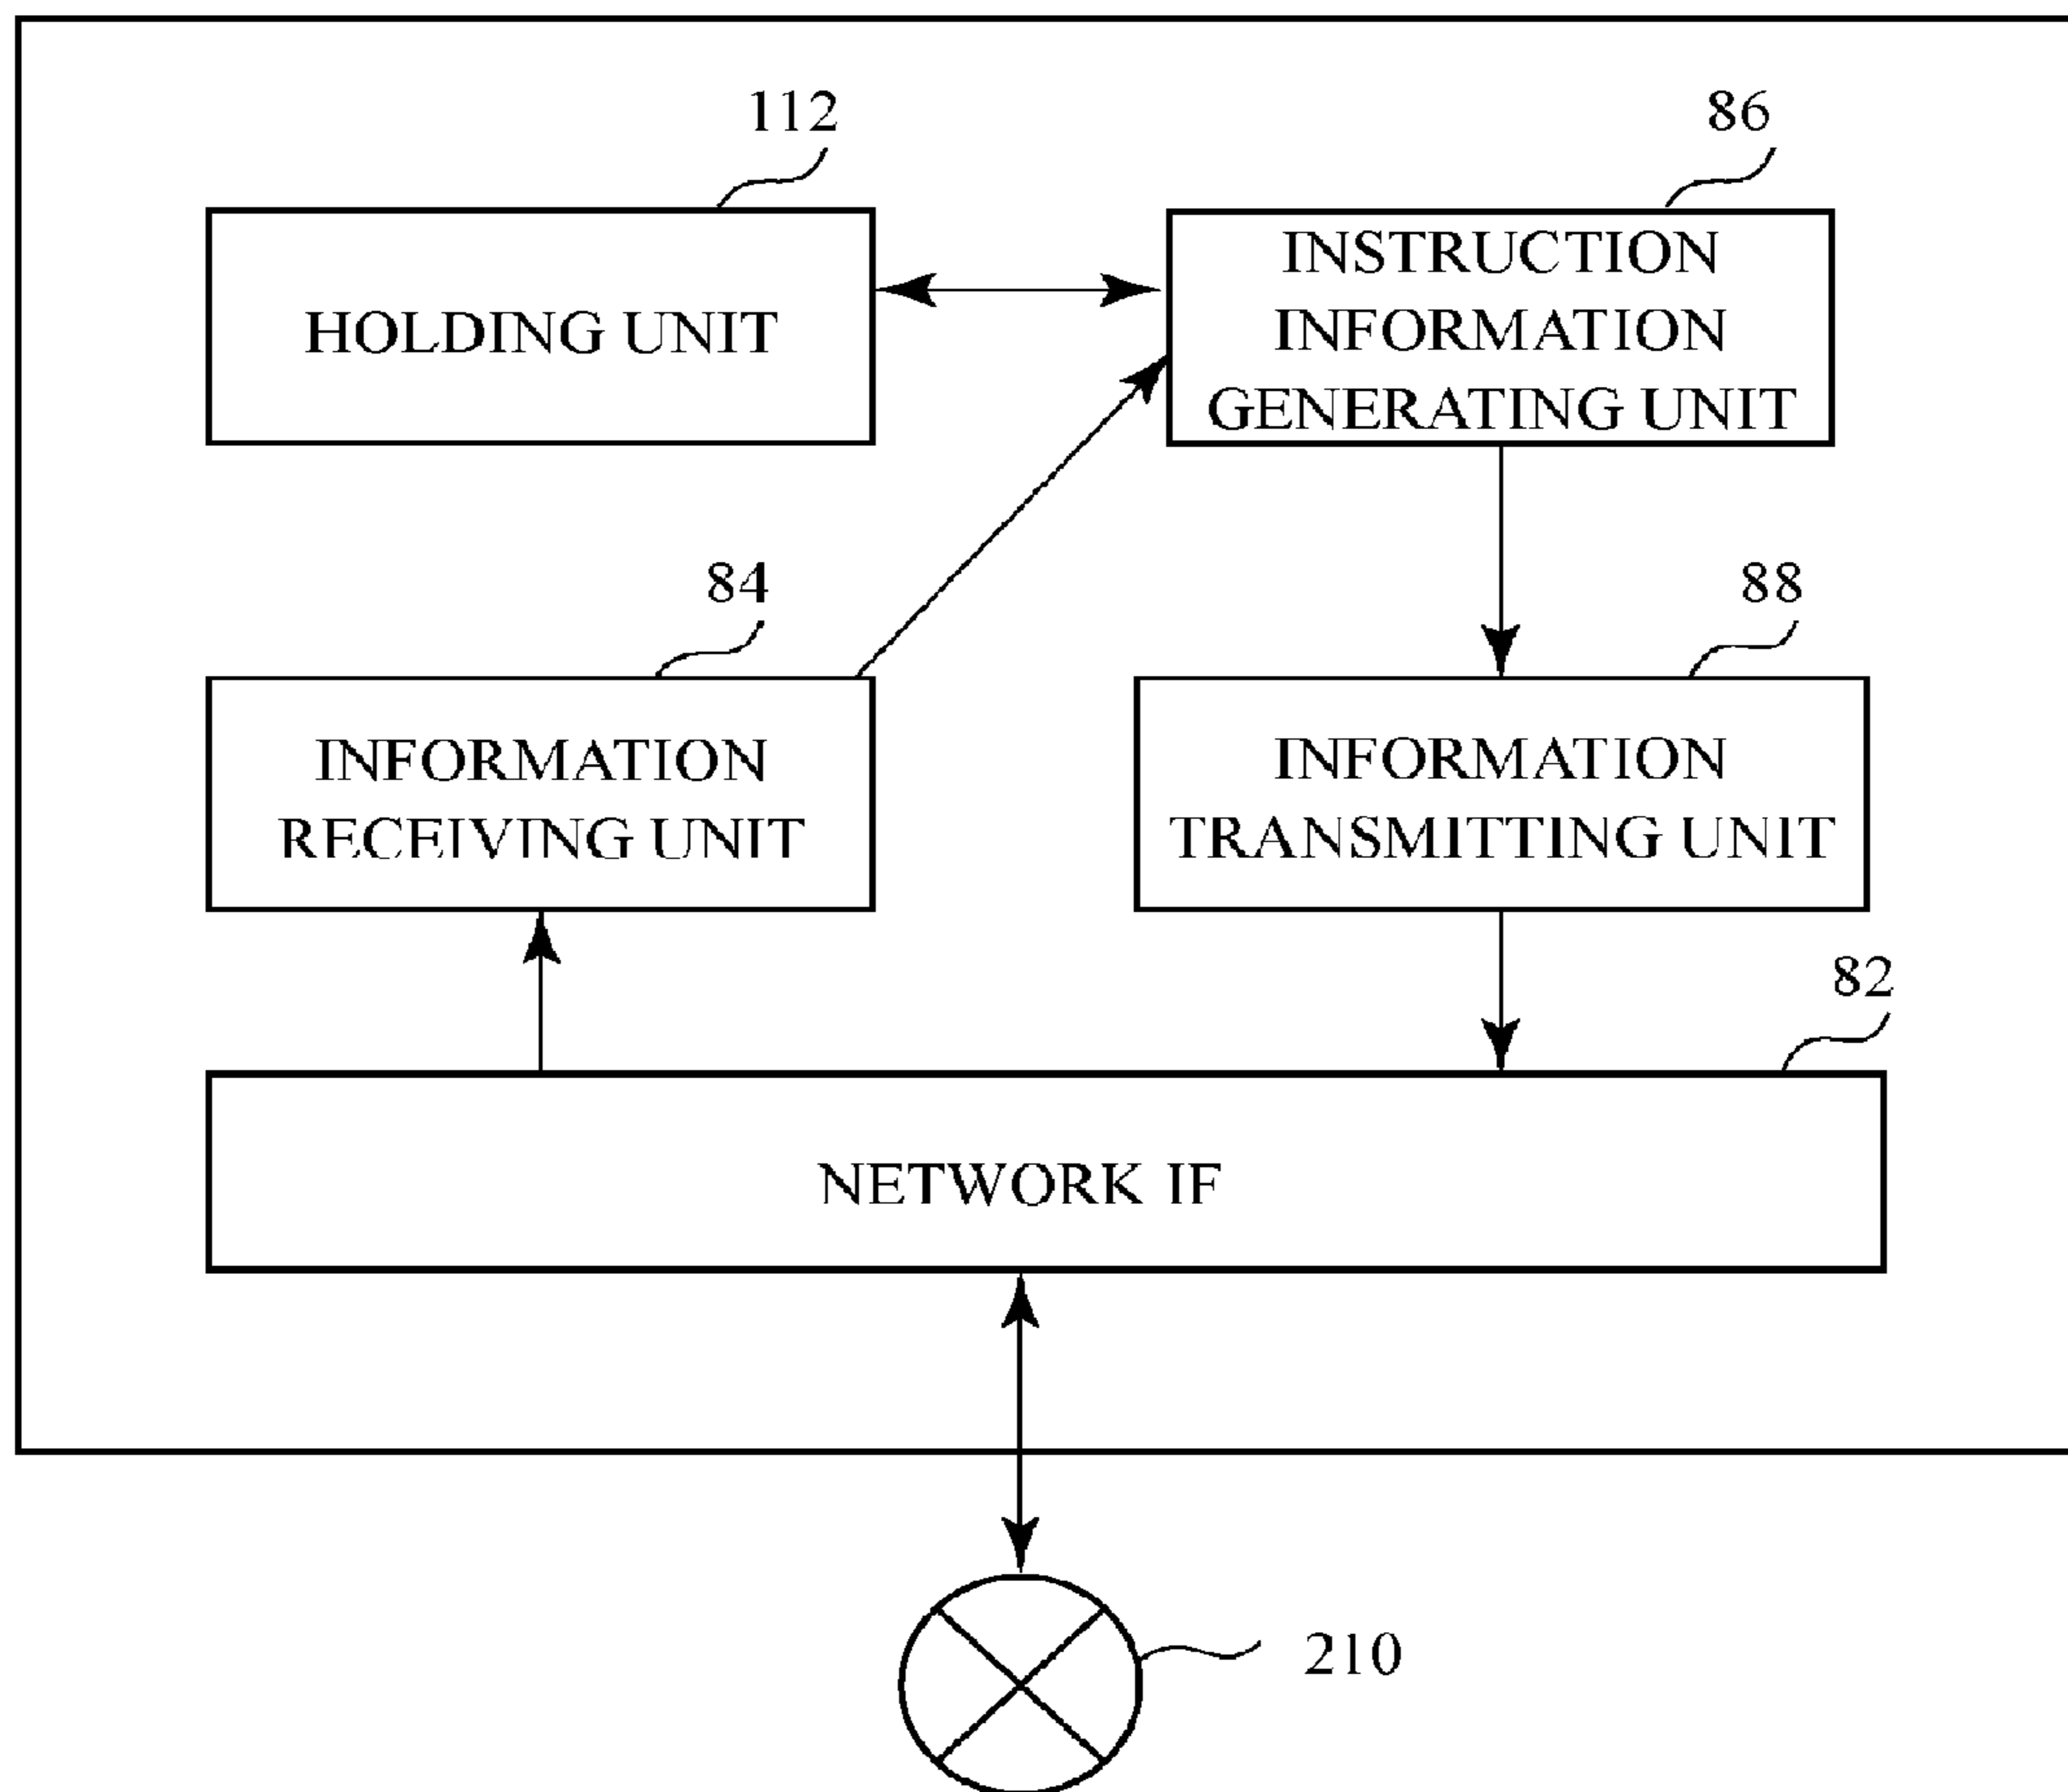 112
86
HOLDING UNIT
INSTRUCTION
INFORMATION
GENERATING UNIT
84
88
INFORMATION
RECEIVING UNIT
INFORMATION
TRANSMITTING UNIT
82
NETWORK IF
210